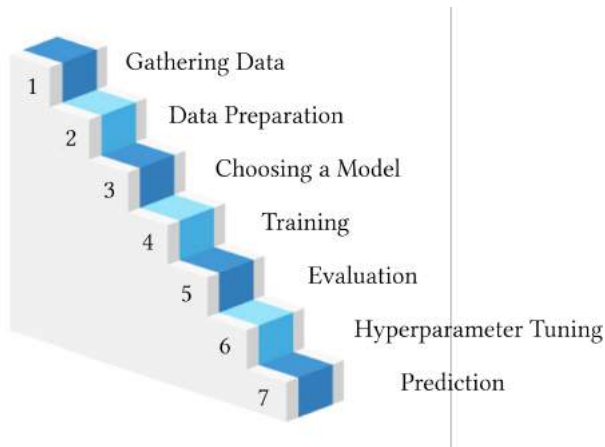 1 Gathering Data
2 Data Preparation
3 Choosing a Model
4 Training
5 Evaluation
6 Hyperparameter Tuning
7 Prediction